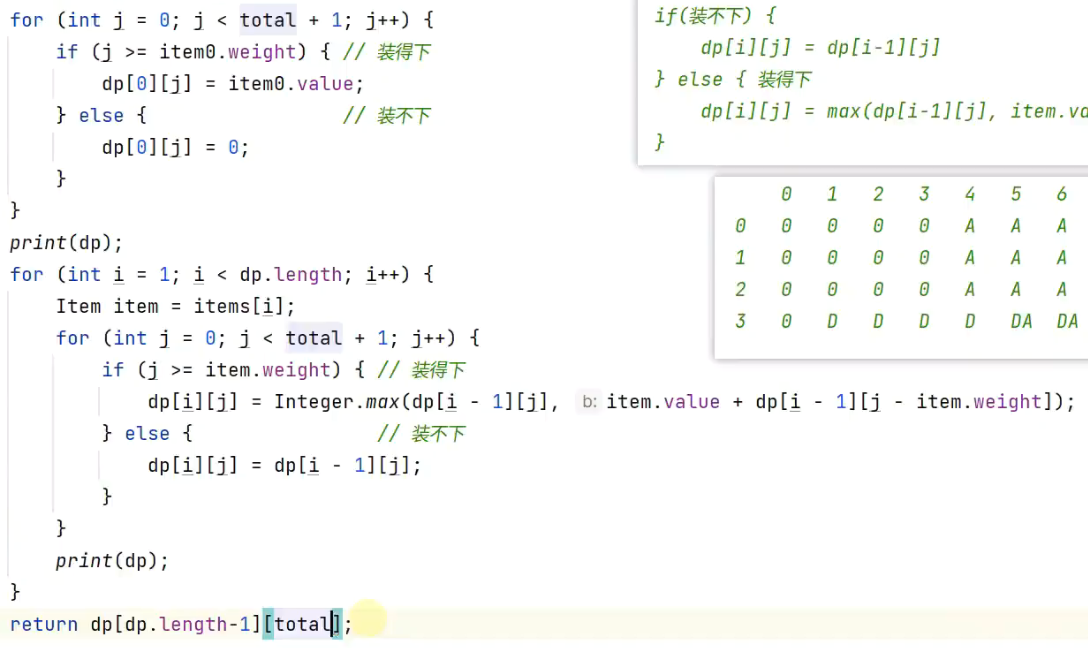 for (int j = 0; j < total + 1; j++) {
    if (j >= item0.weight) { // 装得下
        dp[0][j] = item0.value;
    } else {                 // 装不下
        dp[0][j] = 0;
    }
}
print(dp);
for (int i = 1; i < dp.length; i++) {
    Item item = items[i];
    for (int j = 0; j < total + 1; j++) {
        if (j >= item.weight) { // 装得下
            dp[i][j] = Integer.max(dp[i - 1][j], b: item.value + dp[i - 1][j - item.weight]);
        } else {                // 装不下
            dp[i][j] = dp[i - 1][j];
        }
    }
    print(dp);
}
return dp[dp.length-1][total];
if(装不下) {
    dp[i][j] = dp[i-1][j]
} else { 装得下
    dp[i][j] = max(dp[i-1][j], item.va
}
0 1 2 3 4 5 6
0 0 0 0 0 A A A
1 0 0 0 0 A A A
2 0 0 0 0 A A A
3 0 D D D D DA DA